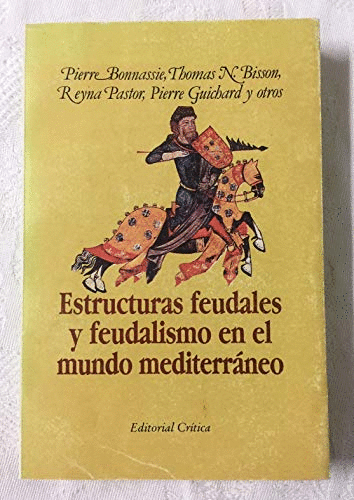 Pierre Bonnassie, Thomas N. Bisson,
Reyna Pastor, Pierre Guichard y otros
Estructuras feudales
y feudalismo en el
mundo mediterráneo
Editorial Crítica